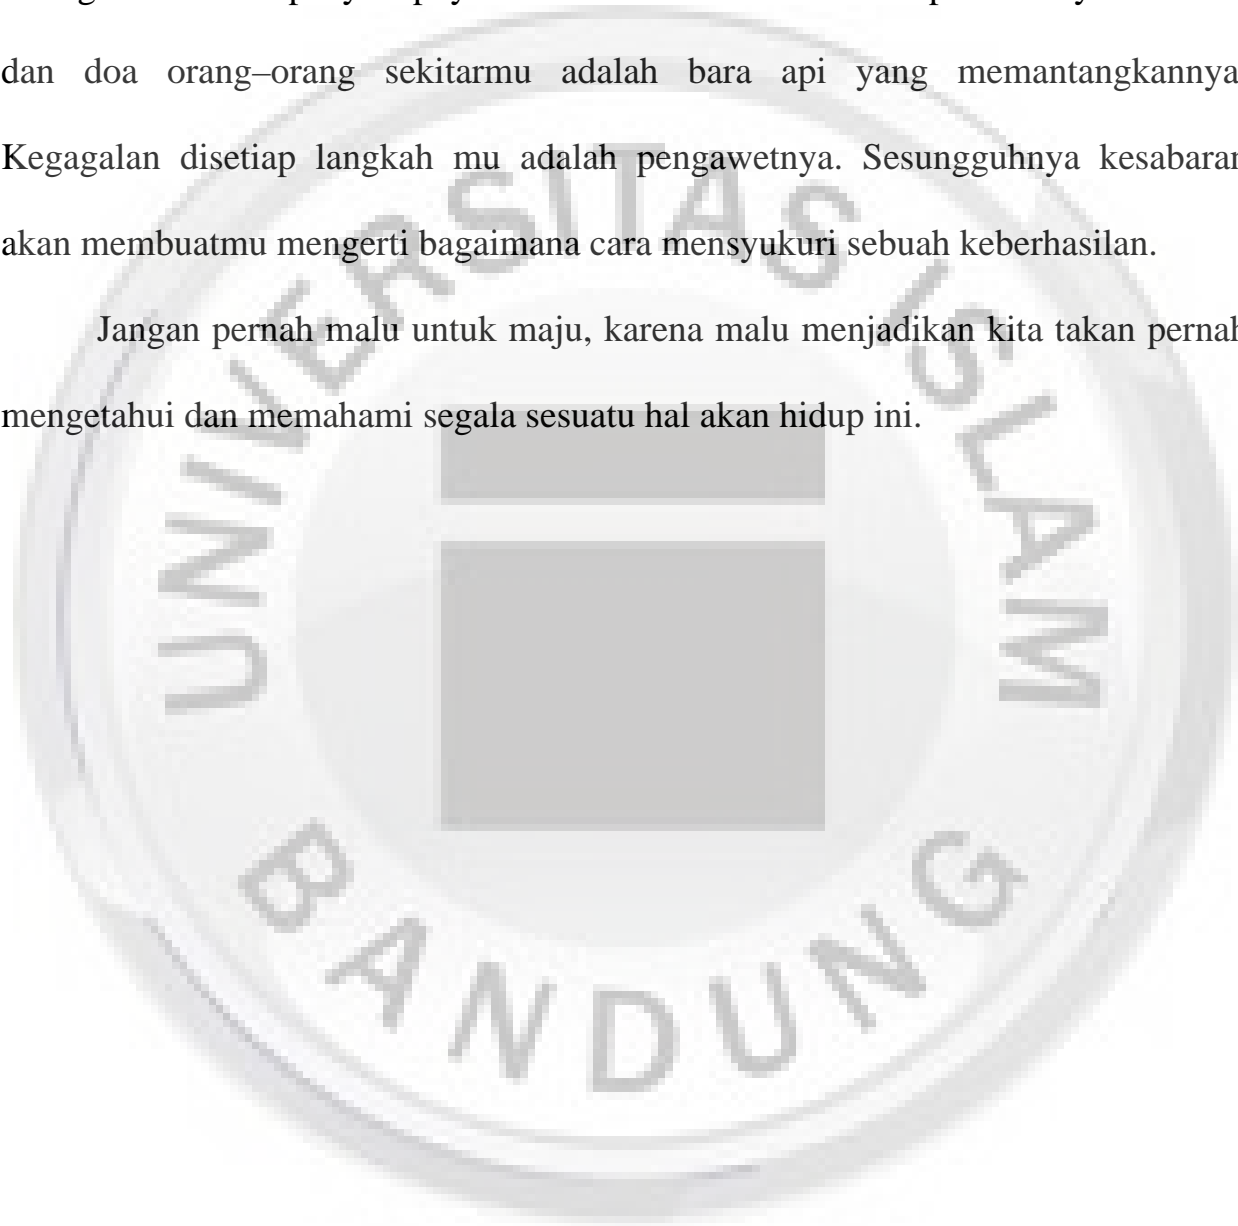 dan doa orang–orang sekitarmu adalah bara api yang memantangkannya
Kegagalan disetiap langkah mu adalah pengawetnya. Sesungguhnya kesabaran
akan membuatmu mengerti bagaimana cara mensyukuri sebuah keberhasilan.
Jangan pernah malu untuk maju, karena malu menjadikan kita takan pernah
mengetahui dan memahami segala sesuatu hal akan hidup ini.
UNIVERSITAS ISLAM
BANDUNG